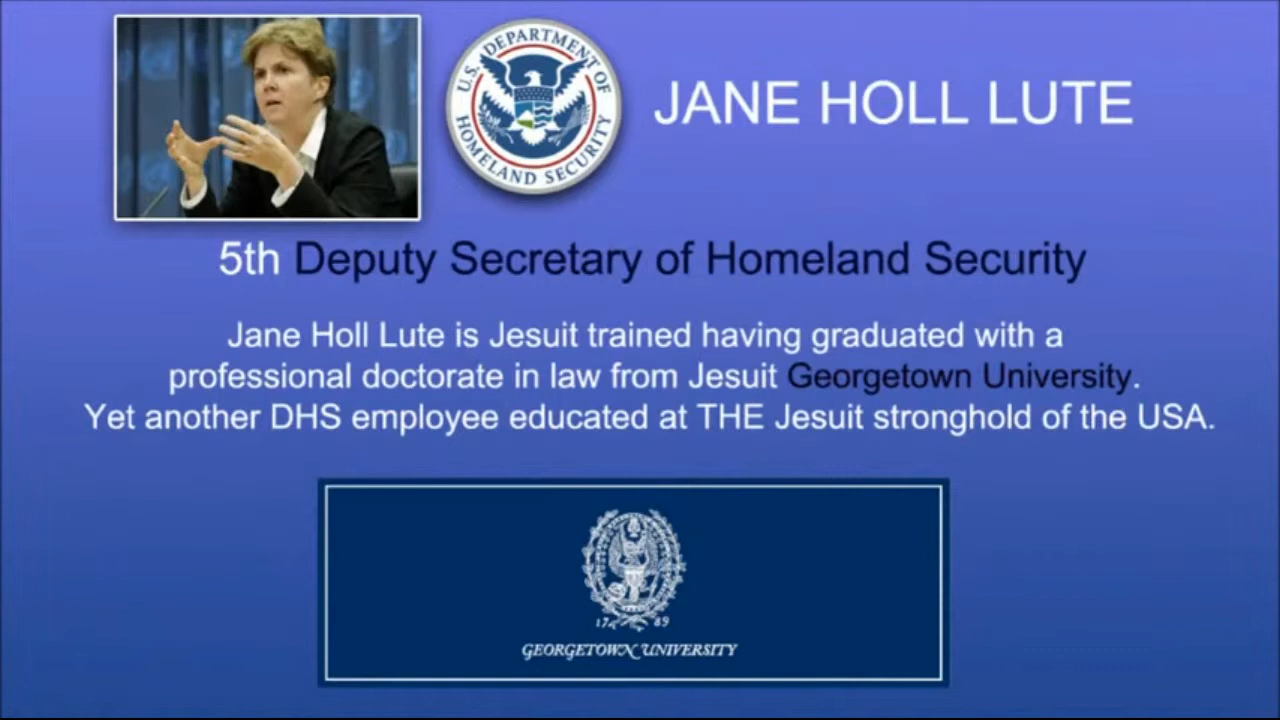 U.S. DEPARTMENT OF
HOMELAND SECURITY
JANE HOLL LUTE
5th Deputy Secretary of Homeland Security
Jane Holl Lute is Jesuit trained having graduated with a
professional doctorate in law from Jesuit Georgetown University.
Yet another DHS employee educated at THE Jesuit stronghold of the USA.
17 89
GEORGETOWN UNIVERSITY